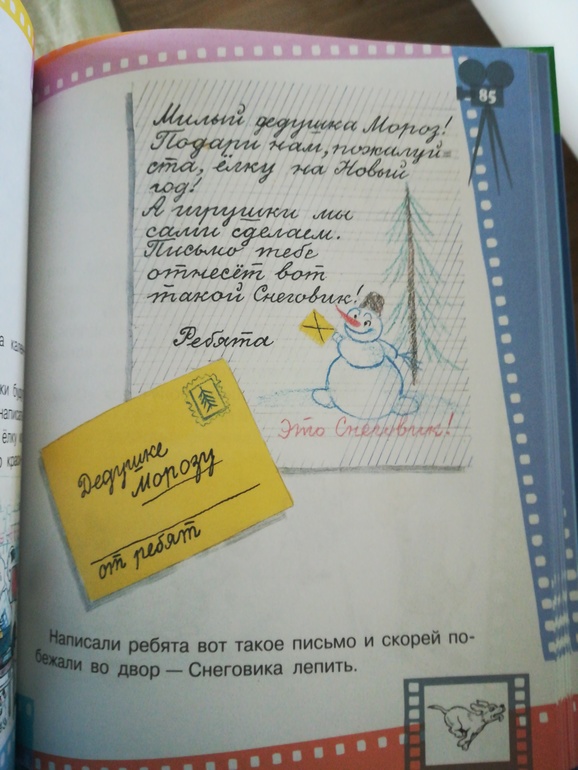 85
Милый дедушка Мороз!
Подари нам, пожалуй-
ста, ёлку на Новый
год!
А игрушки мы
сами сделаем.
Письмо тебе
отнесёт вот
такой Снеговик!
Ребята
Это Снеговик!
Дедушке
Морозу
от ребят
Написали ребята вот такое письмо и скорей по-
бежали во двор — Снеговика лепить.